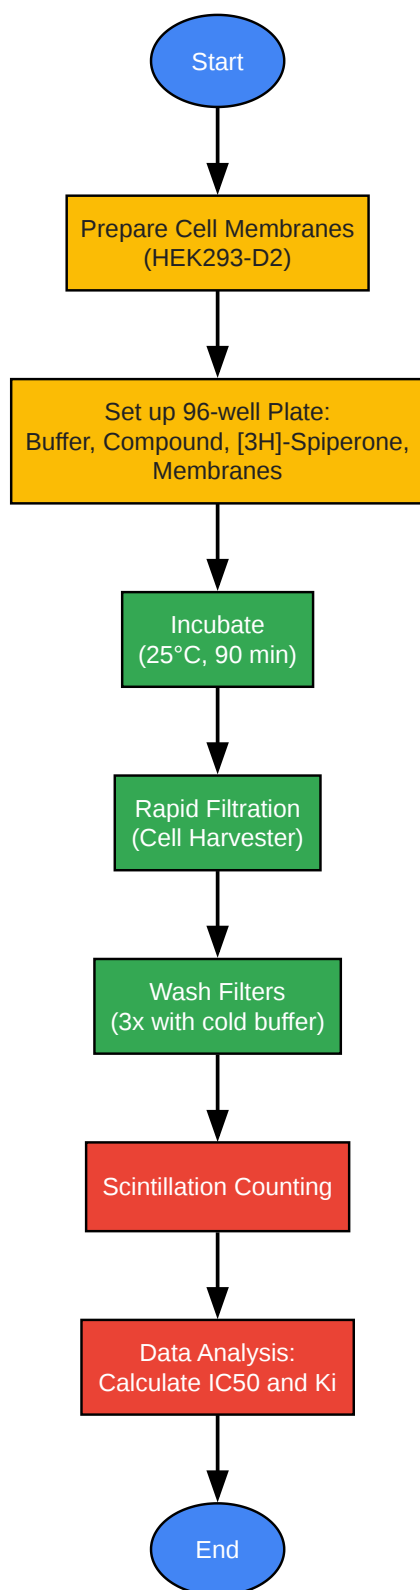 Start
Prepare Cell Membranes
(HEK293-D2)
Set up 96-well Plate:
Buffer, Compound, [3H]-Spiperone,
Membranes
Incubate
(25°C, 90 min)
Rapid Filtration
(Cell Harvester)
Wash Filters
(3x with cold buffer)
Scintillation Counting
Data Analysis:
Calculate IC50 and Ki
End